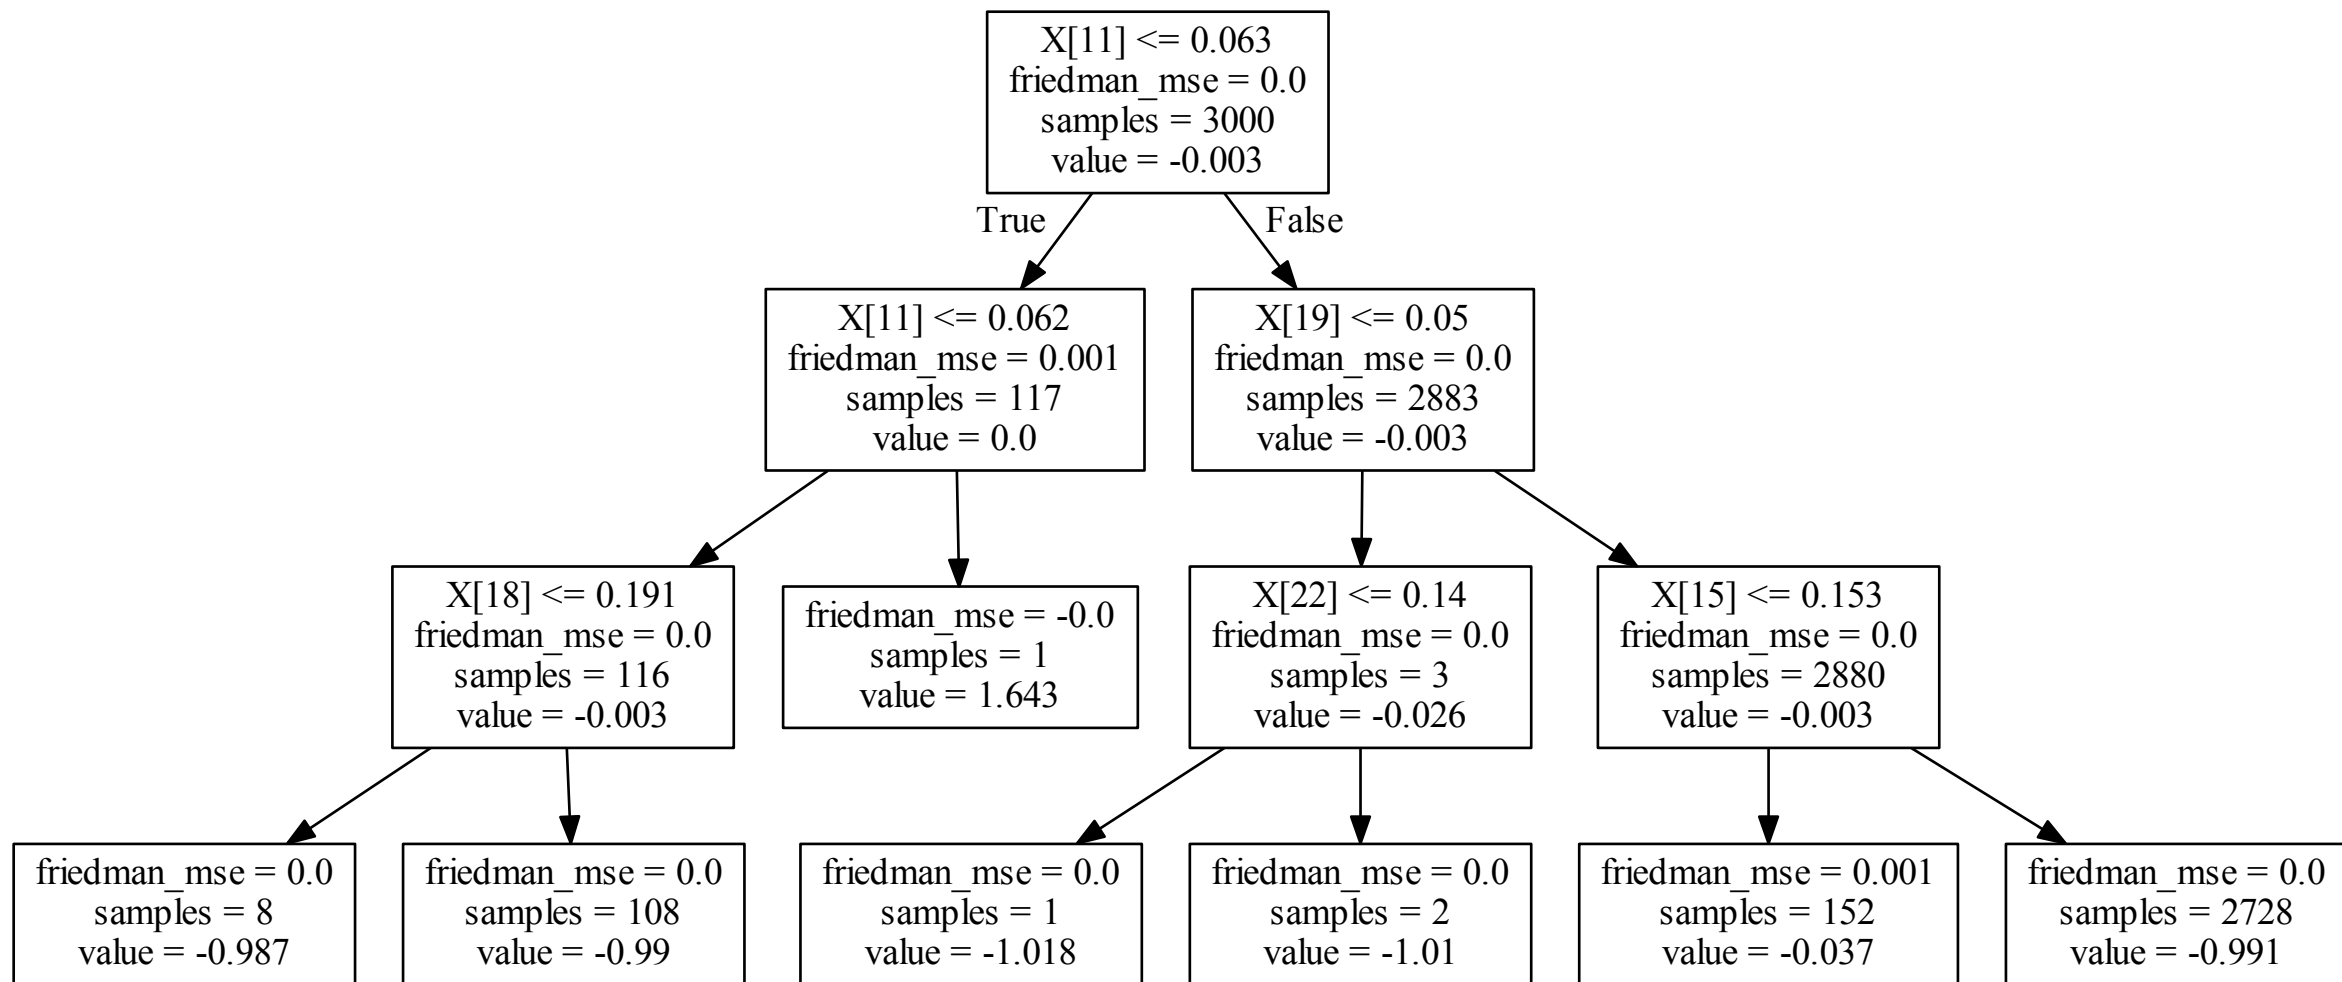 X[11] <= 0.063
friedman_mse = 0.0
samples = 3000
value = -0.003
True
False
X[11] <= 0.062
friedman_mse = 0.001
samples = 117
value = 0.0
X[19] <= 0.05
friedman_mse = 0.0
samples = 2883
value = -0.003
X[18] <= 0.191
friedman_mse = 0.0
samples = 116
value = -0.003
friedman_mse = -0.0
samples = 1
value = 1.643
X[22] <= 0.14
friedman_mse = 0.0
samples = 3
value = -0.026
X[15] <= 0.153
friedman_mse = 0.0
samples = 2880
value = -0.003
friedman_mse = 0.0
samples = 8
value = -0.987
friedman_mse = 0.0
samples = 108
value = -0.99
friedman_mse = 0.0
samples = 1
value = -1.018
friedman_mse = 0.0
samples = 2
value = -1.01
friedman_mse = 0.001
samples = 152
value = -0.037
friedman_mse = 0.0
samples = 2728
value = -0.991